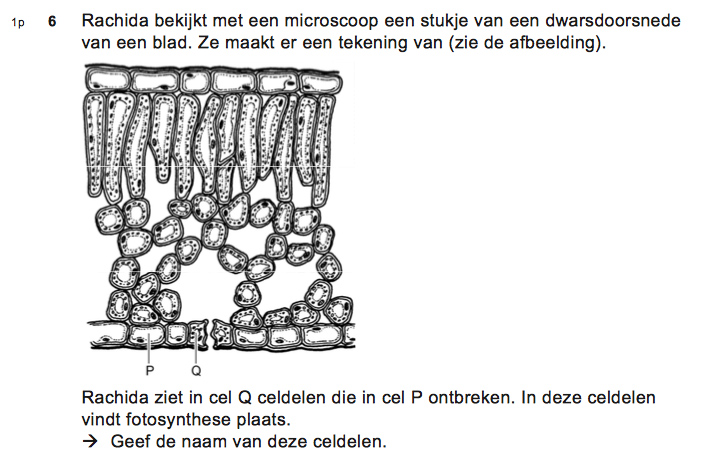 1p 6 Rachida bekijkt met een microscoop een stukje van een dwarsdoorsnede
van een blad. Ze maakt er een tekening van (zie de afbeelding).
P Q
Rachida ziet in cel Q celdelen die in cel P ontbreken. In deze celdelen
vindt fotosynthese plaats.
→ Geef de naam van deze celdelen.